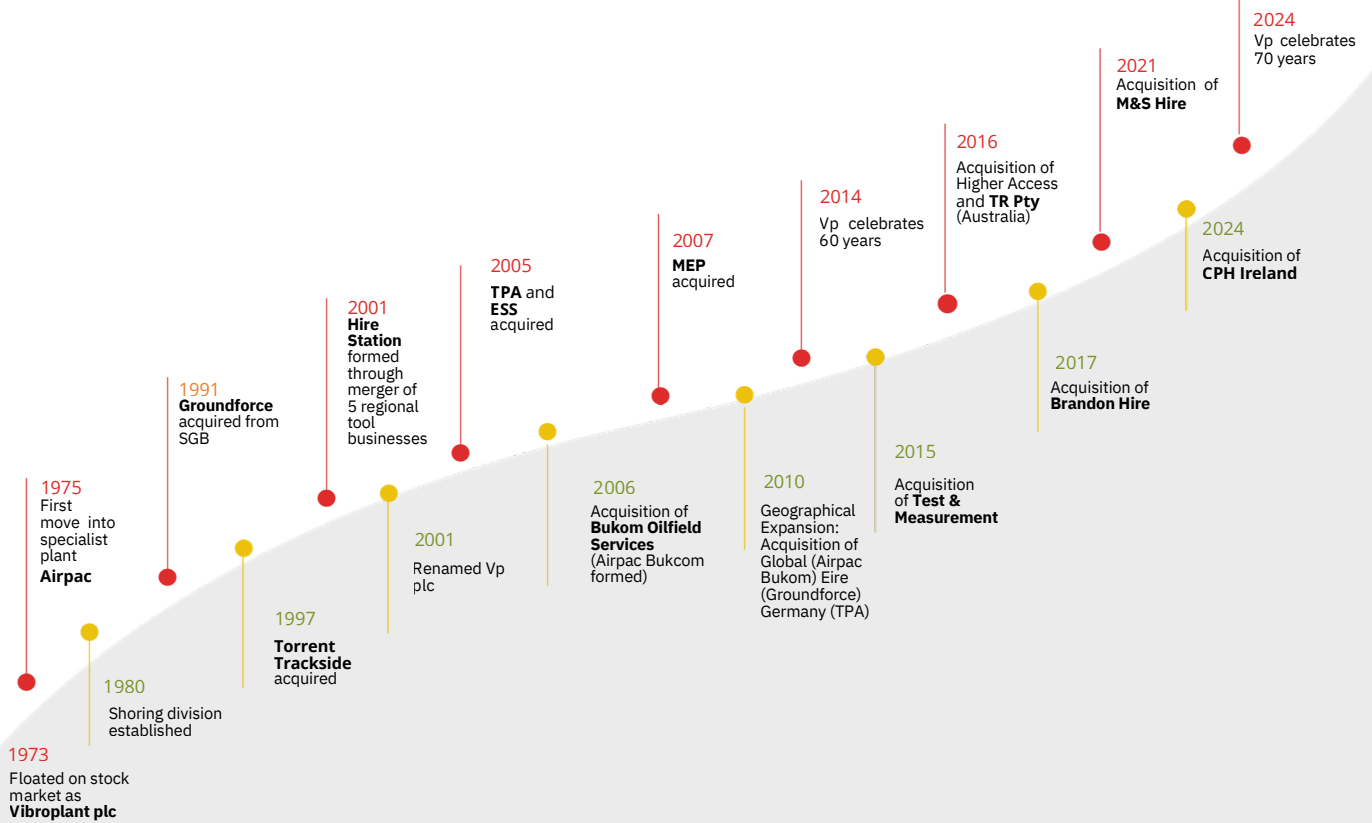 1973
Floated on stock
market as
Vibroplant plc
1975
First
move into
specialist
plant
Airpac
1980
Shoring division
established
1991
Groundforce
acquired from
SGB
1997
Torrent
Trackside
acquired
2001
Hire
Station
formed
through
merger of
5 regional
tool
businesses
2001
Renamed Vp
plc
2005
TPA and
ESS
acquired
2006
Acquisition of
Bukom Oilfield
Services
(Airpac Bukcom
formed)
2007
MEP
acquired
2010
Geographical
Expansion:
Acquisition of
Global (Airpac
Bukom) Eire
(Groundforce)
Germany (TPA)
2014
Vp celebrates
60 years
2015
Acquisition
of Test &
Measurement
2016
Acquisition of
Higher Access
and TR Pty
(Australia)
2017
Acquisition of
Brandon Hire
2021
Acquisition of
M&S Hire
2024
Acquisition of
CPH Ireland
2024
Vp celebrates
70 years